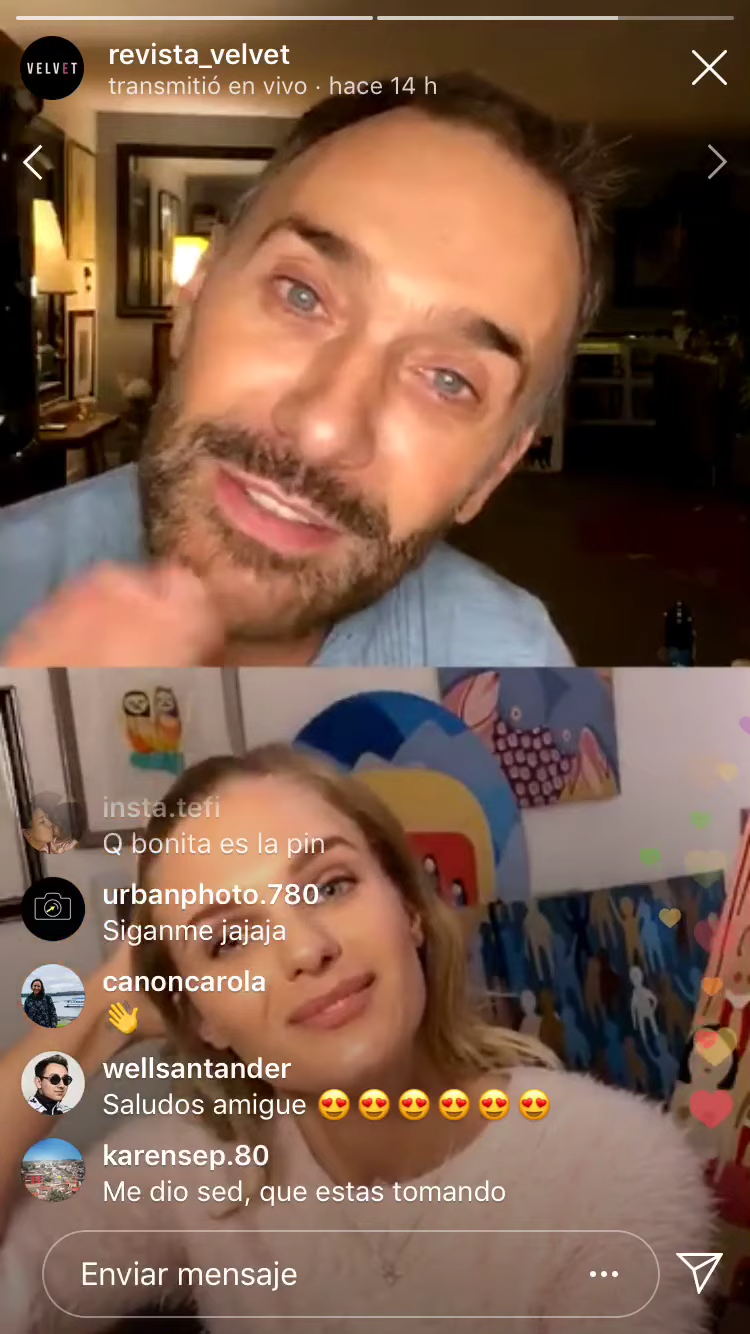 VELVET
revista_velvet
transmitió en vivo · hace 14 h
insta.tefi
Q bonita es la pin
urbanphoto.780
Siganme jajaja
canoncarola
👋
wellsantander
Saludos amigue 😍😍😍😍😍😍
karensep.80
Me dio sed, que estas tomando
Enviar mensaje